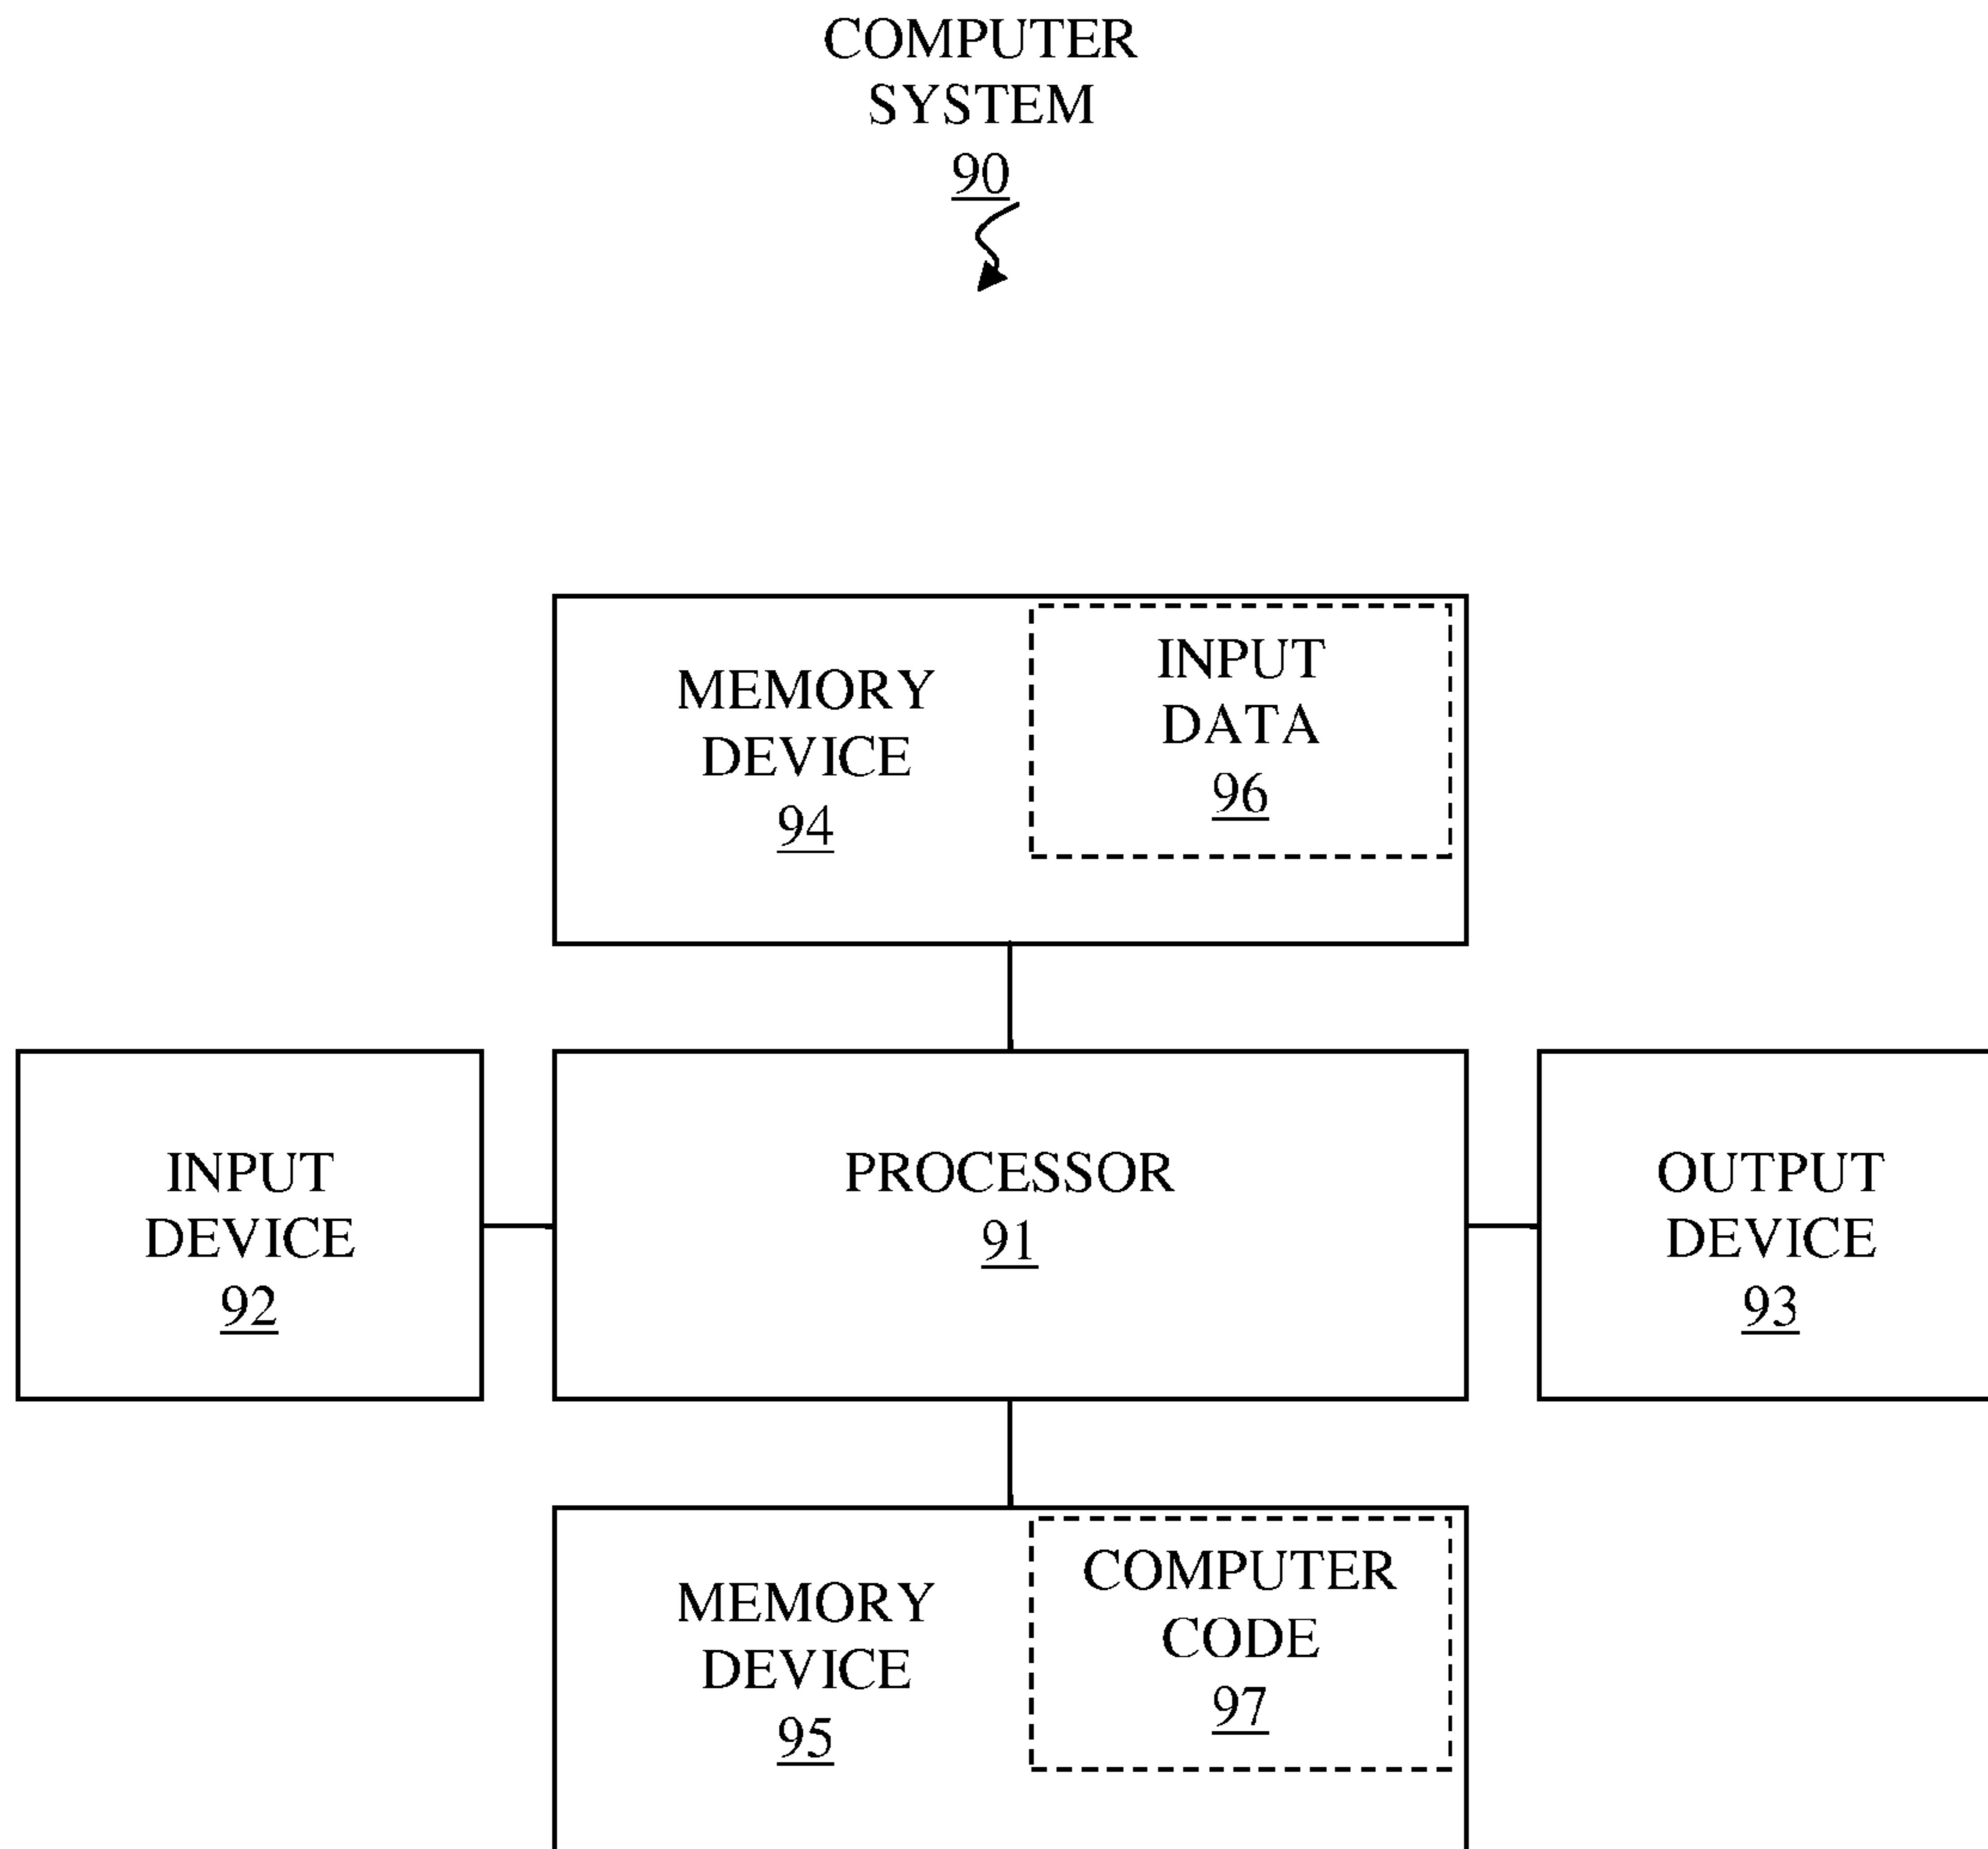 COMPUTER
SYSTEM
90
MEMORY
DEVICE
94
INPUT
DATA
96
INPUT
DEVICE
92
PROCESSOR
91
OUTPUT
DEVICE
93
MEMORY
DEVICE
95
COMPUTER
CODE
97